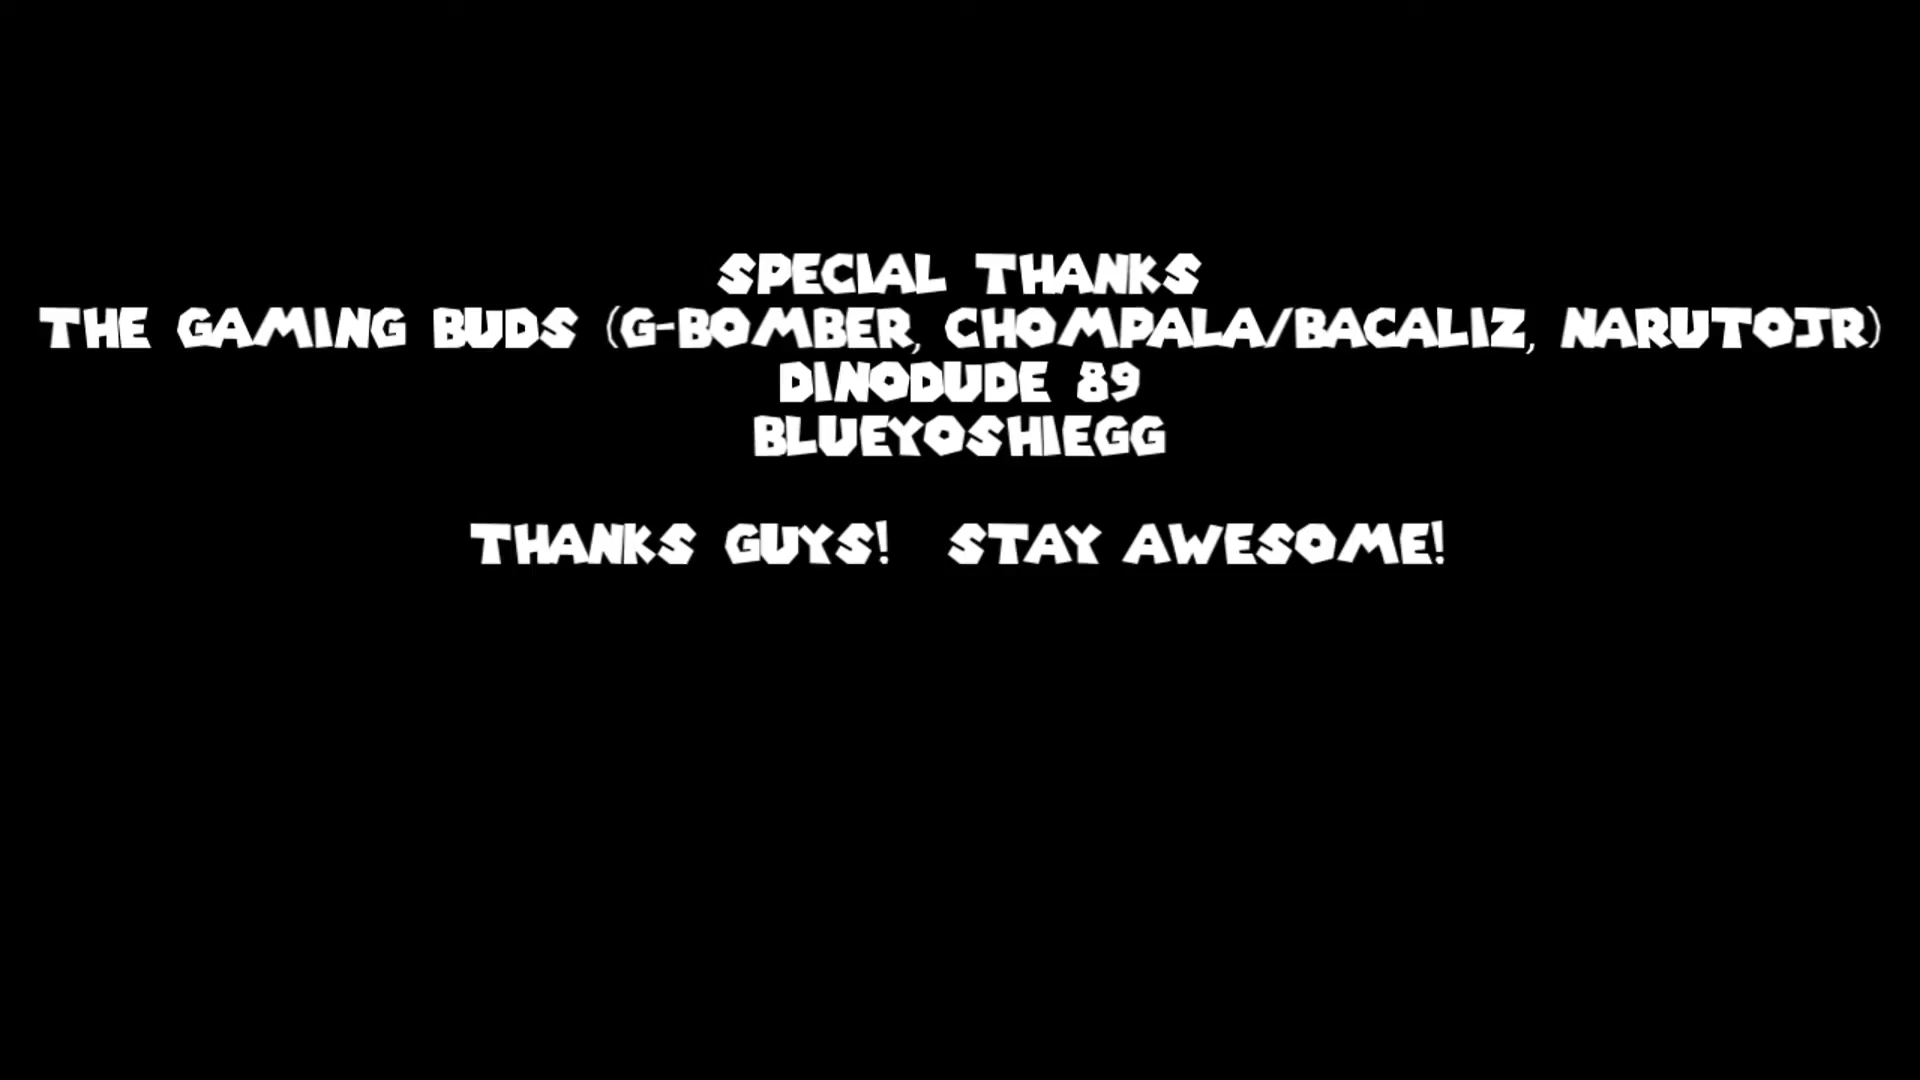 SPECIAL THANKS
THE GAMING BUDS (G-BOMBER, CHOMPALA/BACALIZ, NARUTOJR)
DINODUDE 89
BLUEYOSHIEGG
THANKS GUYS! STAY AWESOME!